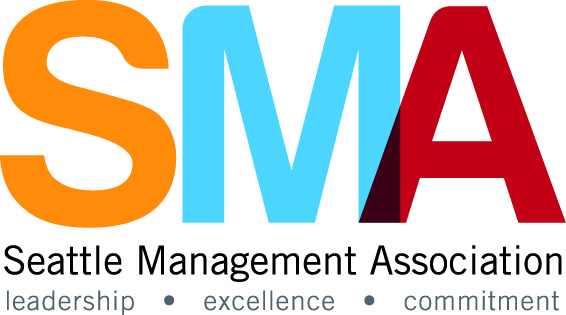 SMA
Seattle Management Association
leadership • excellence • commitment